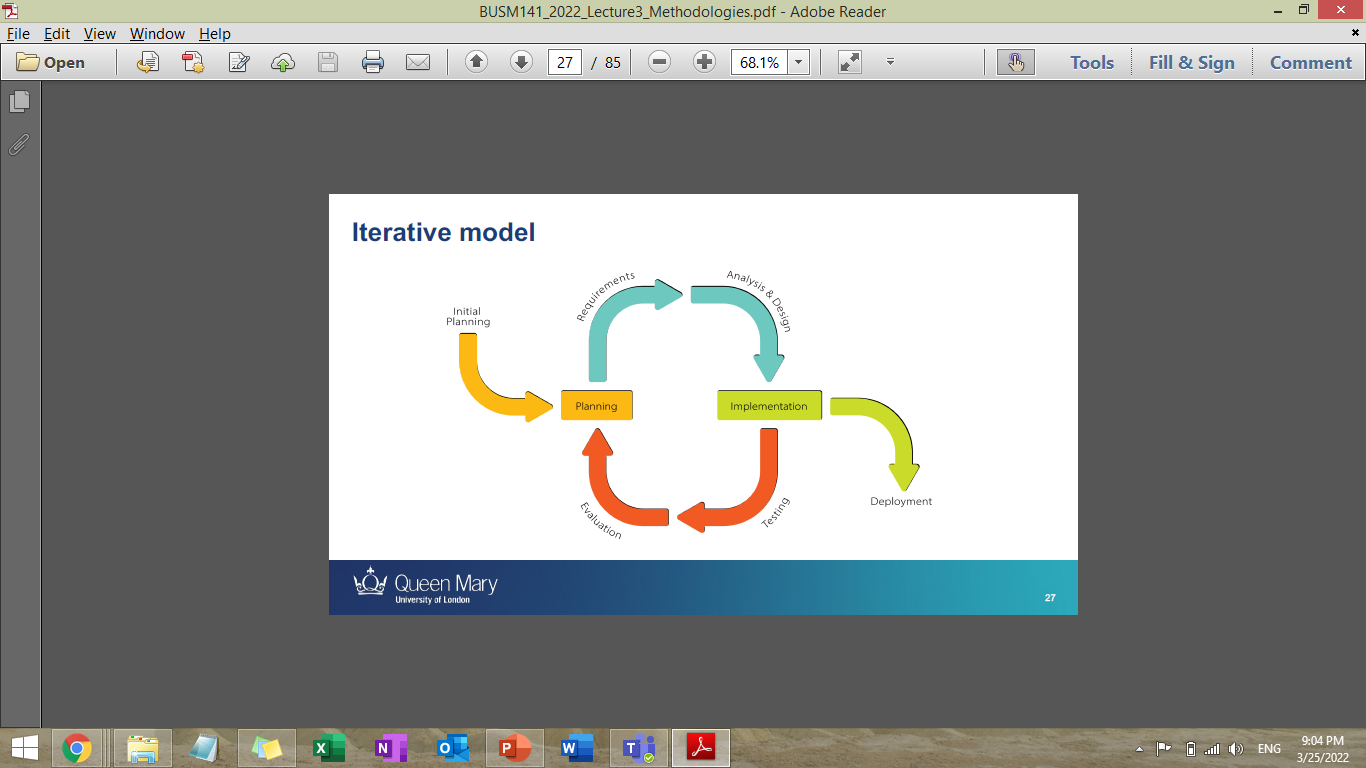 BUSM141_2022_Lecture3_Methodologies.pdf - Adobe Reader
File Edit View Window Help
Open 27 / 85 68.1% Tools Fill & Sign Comment
Iterative model
Initial
Planning
Requirements
Analysis & Design
Planning
Implementation
Evaluation
Testing
Deployment
Queen Mary
University of London
27
ENG
9:04 PM
3/25/2022